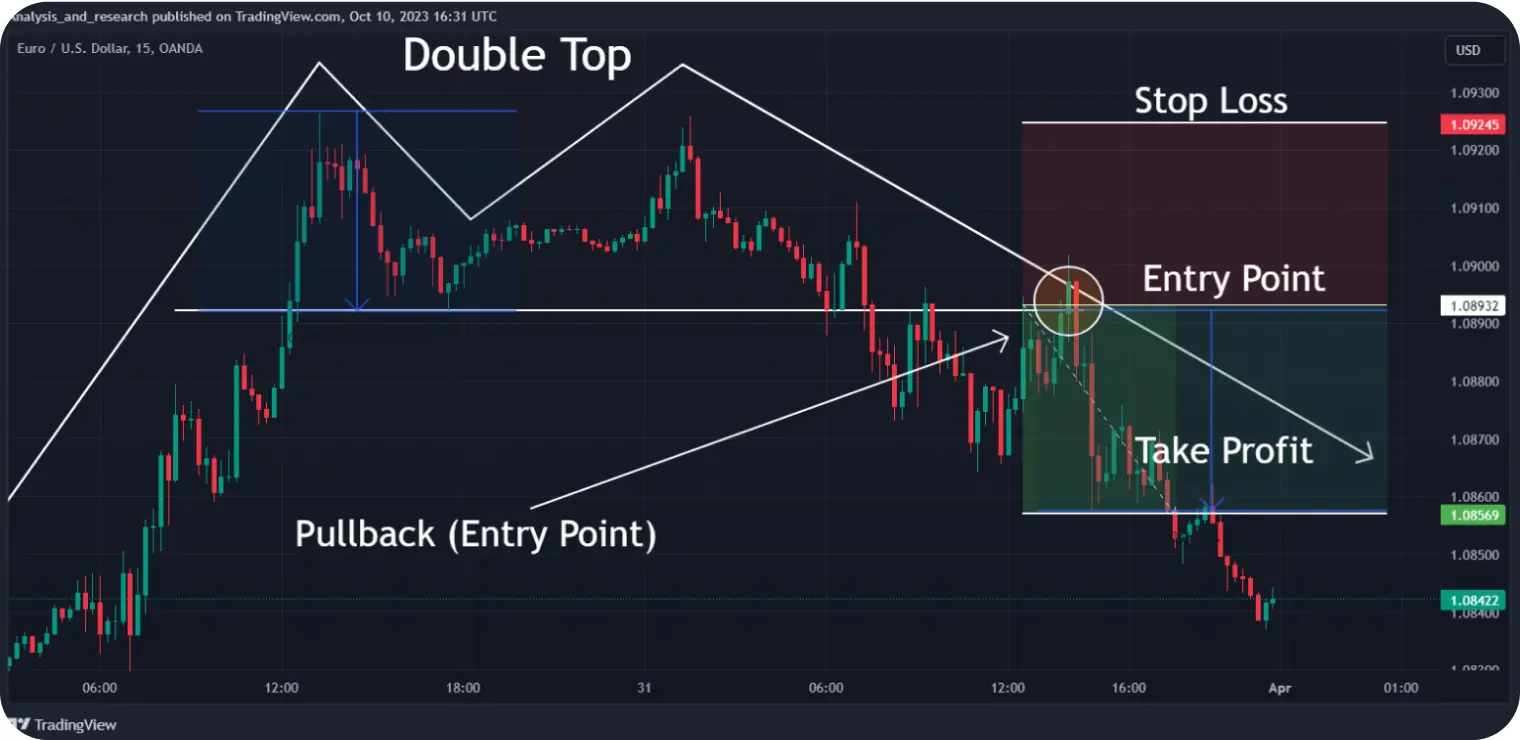 analysis_and_research published on TradingView.com, Oct 10, 2023 16:31 UTC
Euro / U.S. Dollar, 15, OANDA
Double Top
USD
1.09300
Stop Loss
1.09245
1.09200
1.09100
1.09000
Entry Point
1.08932
1.08900
1.08800
1.08700
Take Profit
1.08600
1.08569
Pullback (Entry Point)
1.08500
1.08422
1.08400
1.08200
06:00 12:00 18:00 31 06:00 12:00 16:00 Apr 01:00
TradingView